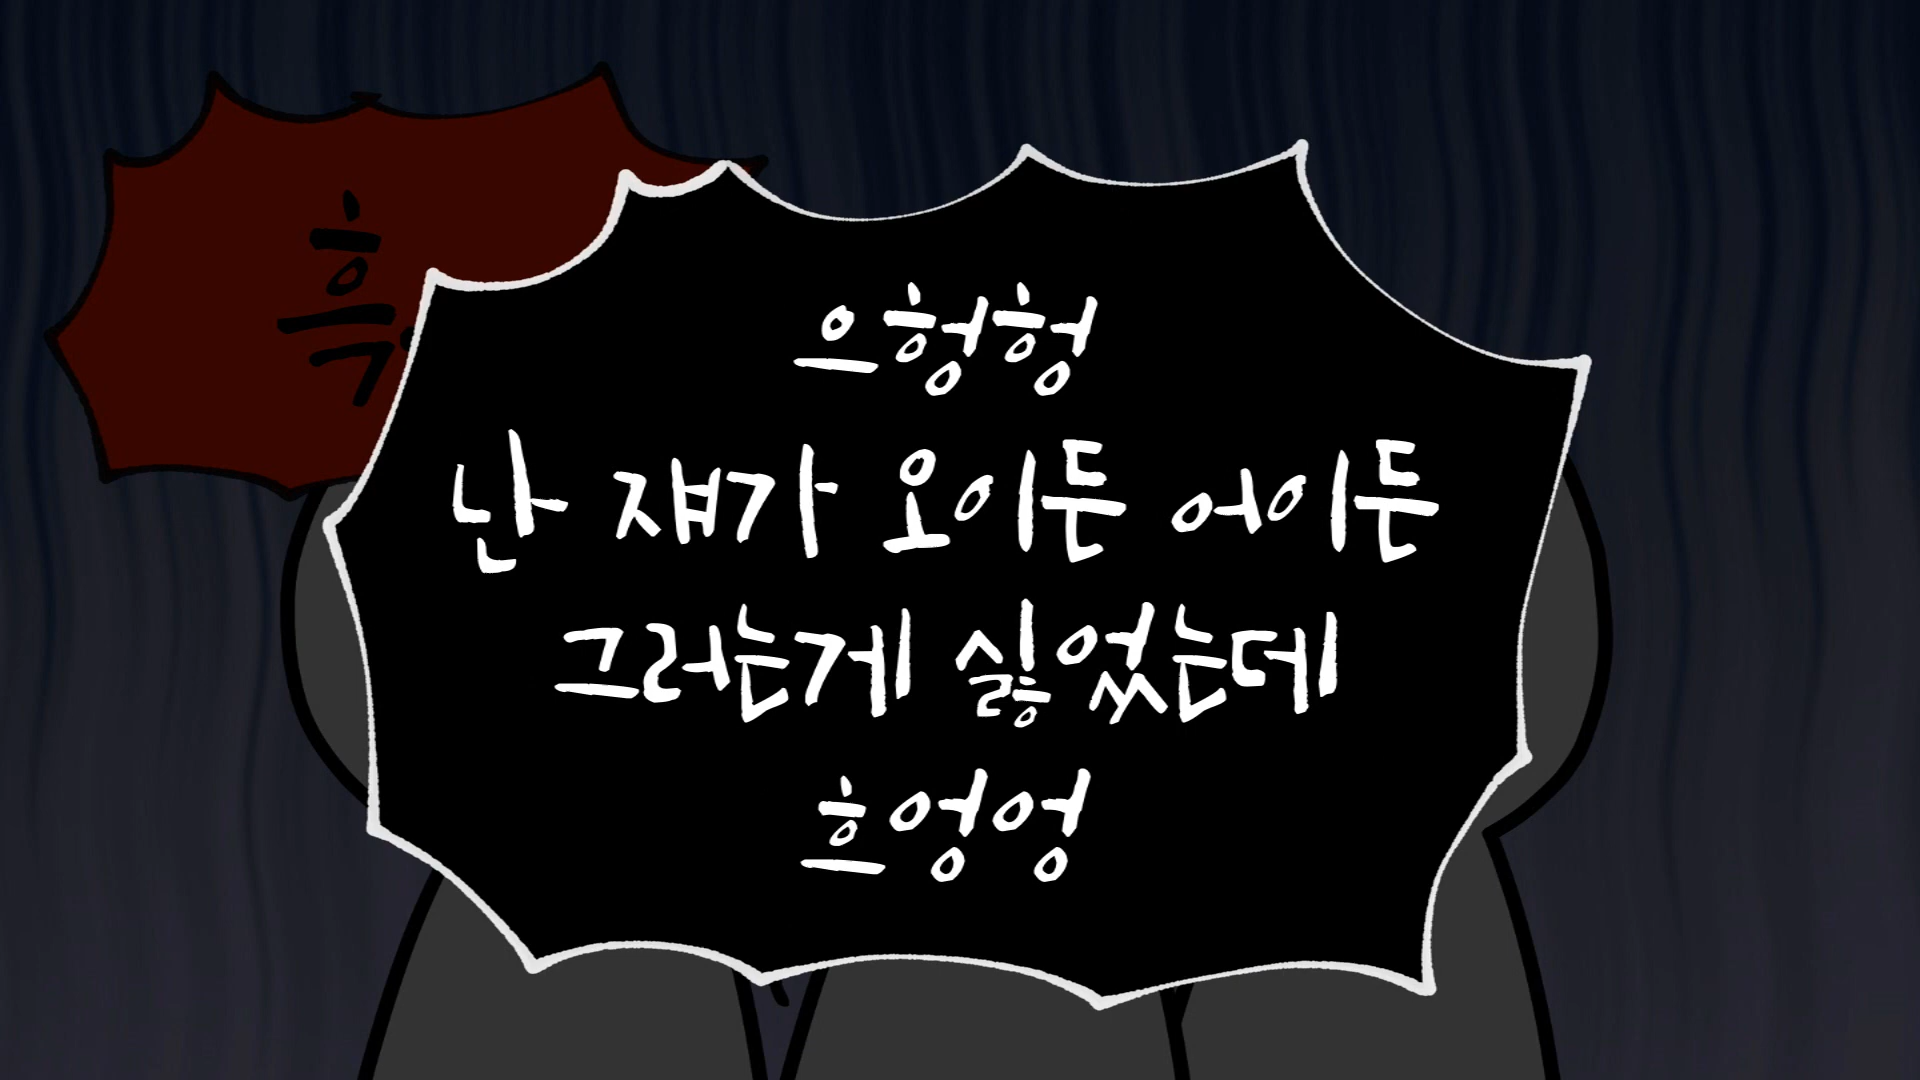 흑
으헝헝
난 쟤가 오이든 어이든
그러는게 싫었는데
흐엉엉